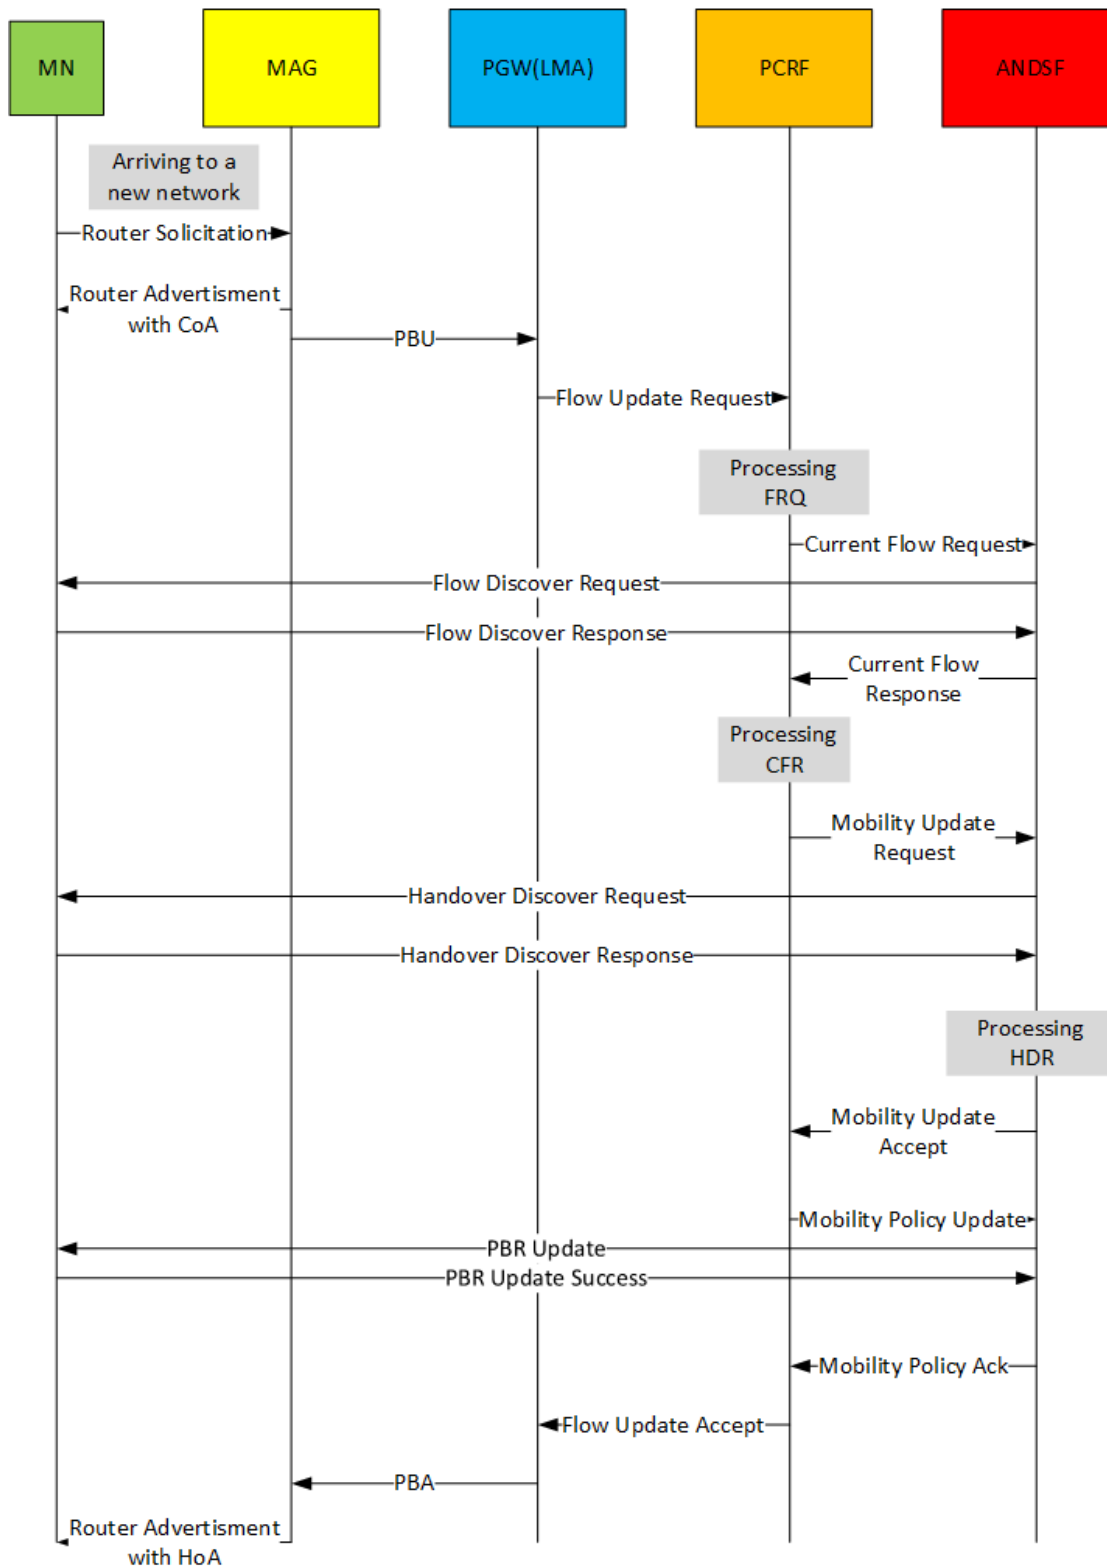 MN
MAG
PGW(LMA)
PCRF
ANDSF
Arriving to a
new network
Router Solicitation
Router Advertisment
with CoA
PBU
Flow Update Request
Processing
FRQ
Current Flow Request
Flow Discover Request
Flow Discover Response
Current Flow
Response
Processing
CFR
Mobility Update
Request
Handover Discover Request
Handover Discover Response
Processing
HDR
Mobility Update
Accept
Mobility Policy Update
PBR Update
PBR Update Success
Mobility Policy Ack
Flow Update Accept
PBA
Router Advertisment
with HoA